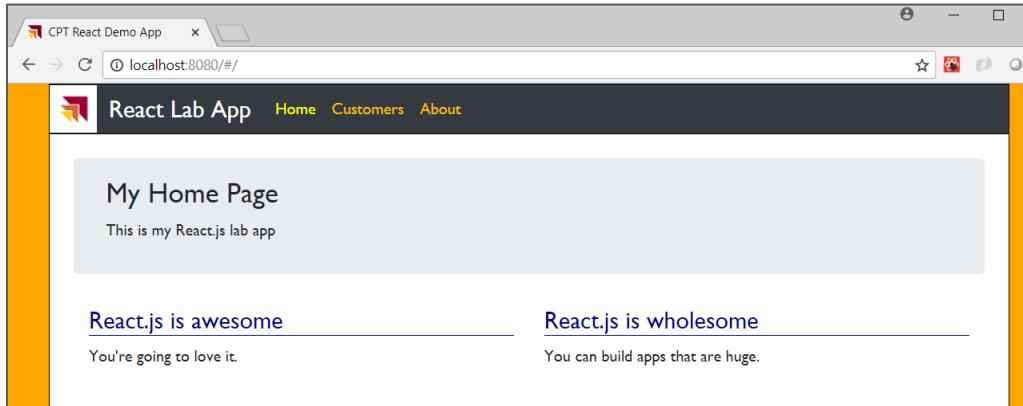 CPT React Demo App
localhost:8080/#/
React Lab App Home Customers About
My Home Page
This is my React.js lab app
React.js is awesome
You're going to love it.
React.js is wholesome
You can build apps that are huge.